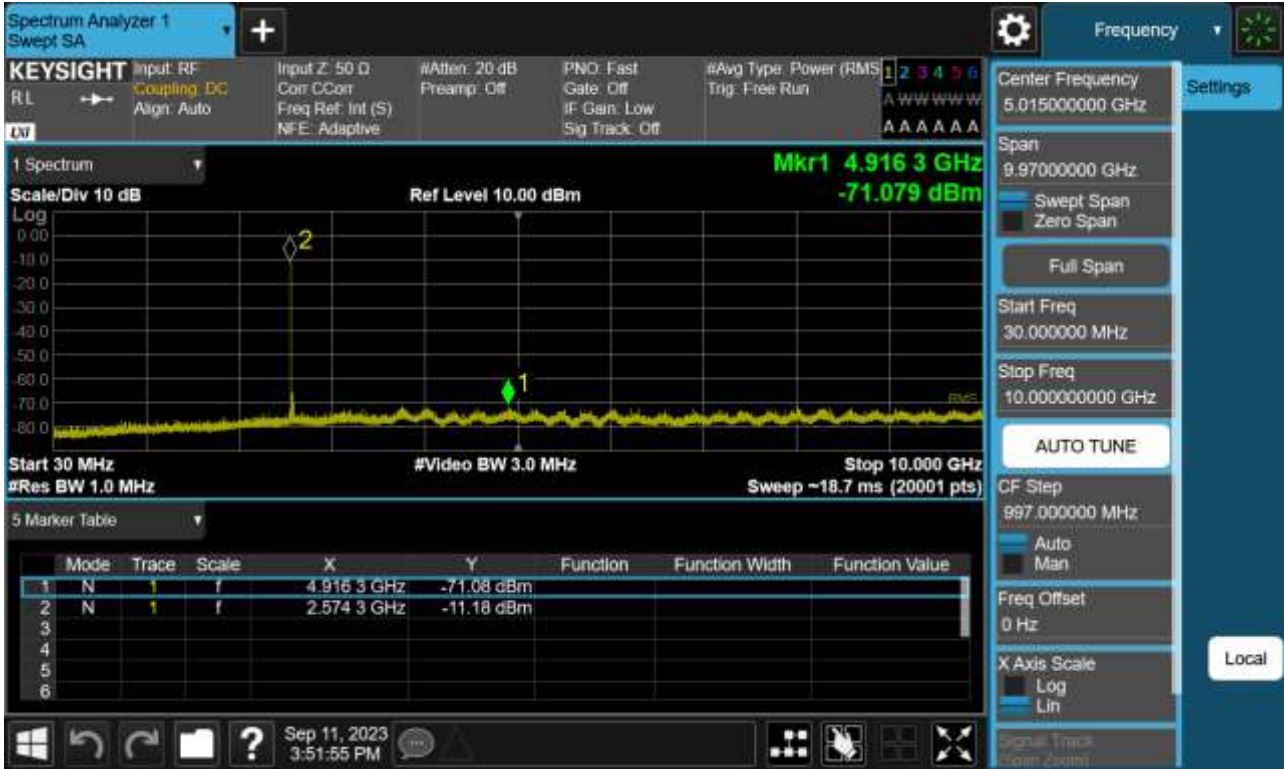 Spectrum Analyzer 1
Swept SA
+
Frequency
KEYSIGHT
RL
LXI
Input: RF
Coupling: DC
Align: Auto
Input Z: 50 Ω
Corr CCorr
Freq Ref: Int (S)
NFE: Adaptive
#Atten: 20 dB
Preamp: Off
PNO: Fast
Gate: Off
IF Gain: Low
Sig Track: Off
#Avg Type: Power (RMS
Trig: Free Run
1 2 3 4 5 6
A W W W W W
A A A A A A
Center Frequency
5.015000000 GHz
Settings
Span
9.97000000 GHz
Swept Span
Zero Span
Full Span
Start Freq
30.000000 MHz
Stop Freq
10.000000000 GHz
AUTO TUNE
CF Step
997.000000 MHz
Auto
Man
Freq Offset
0 Hz
X Axis Scale
Log
Lin
Signal Track
(Span Zoom)
Local
1 Spectrum
Mkr1 4.916 3 GHz
-71.079 dBm
Scale/Div 10 dB
Ref Level 10.00 dBm
Log
0.00
-10.0
-20.0
-30.0
-40.0
-50.0
-60.0
-70.0
-80.0
2
1
RMS
Start 30 MHz
#Video BW 3.0 MHz
Stop 10.000 GHz
#Res BW 1.0 MHz
Sweep ~18.7 ms (20001 pts)
5 Marker Table
Mode Trace Scale X Y Function Function Width Function Value
1 N 1 f 4.916 3 GHz -71.08 dBm
2 N 1 f 2.574 3 GHz -11.18 dBm
3
4
5
6
?
Sep 11, 2023
3:51:55 PM